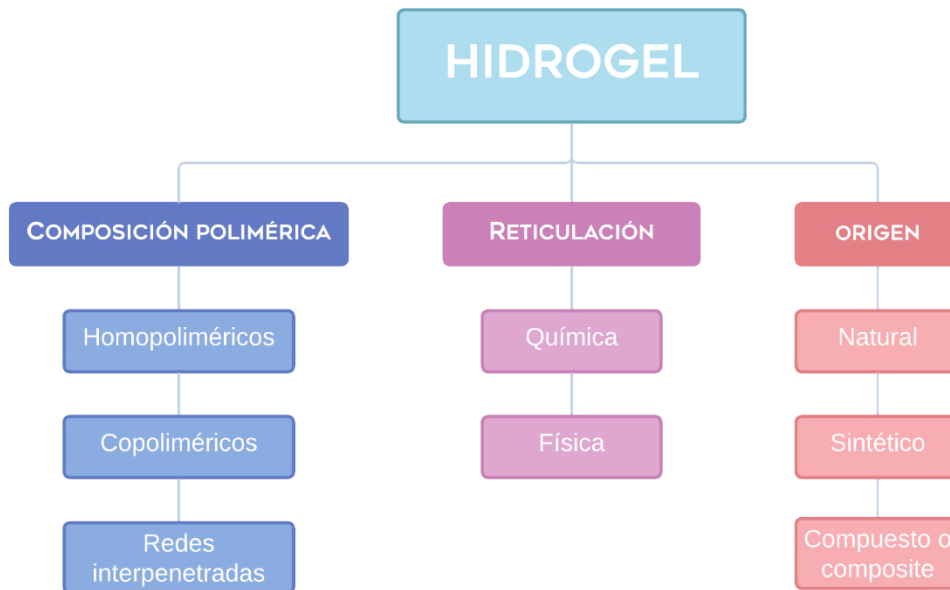 HIDROGEL
COMPOSICIÓN POLIMÉRICA
RETICULACIÓN
ORIGEN
Homopoliméricos
Química
Natural
Copoliméricos
Física
Sintético
Redes
interpenetradas
Compuesto o
composite